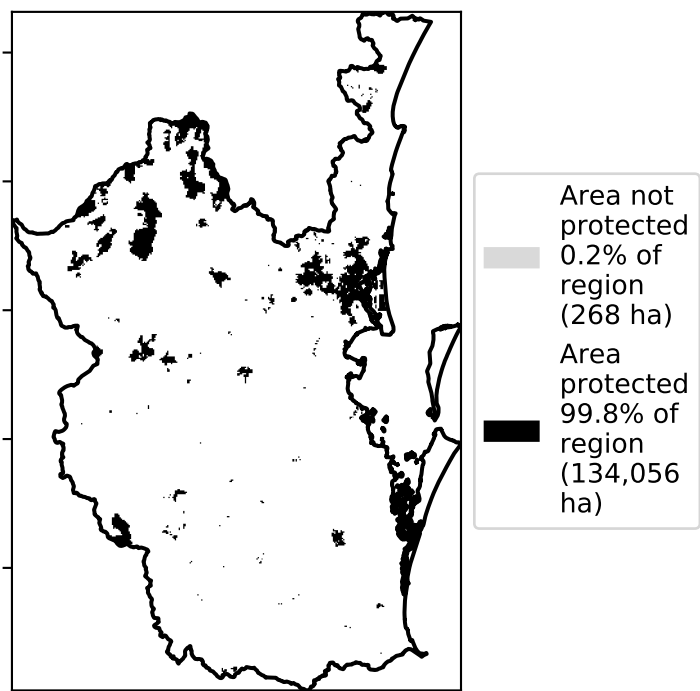 Area not
protected
0.2% of
region
(268 ha)
Area
protected
99.8% of
region
(134,056
ha)